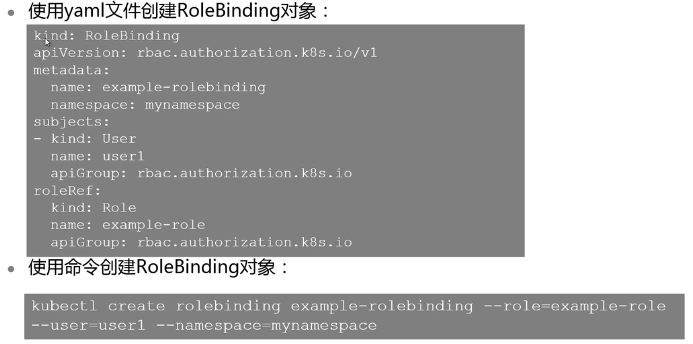 • 使用yaml文件创建RoleBinding对象：
kind: RoleBinding
apiVersion: rbac.authorization.k8s.io/v1
metadata:
  name: example-rolebinding
  namespace: mynamespace
subjects:
- kind: User
  name: user1
  apiGroup: rbac.authorization.k8s.io
roleRef:
  kind: Role
  name: example-role
  apiGroup: rbac.authorization.k8s.io
• 使用命令创建RoleBinding对象：
kubectl create rolebinding example-rolebinding --role=example-role
--user=user1 --namespace=mynamespace